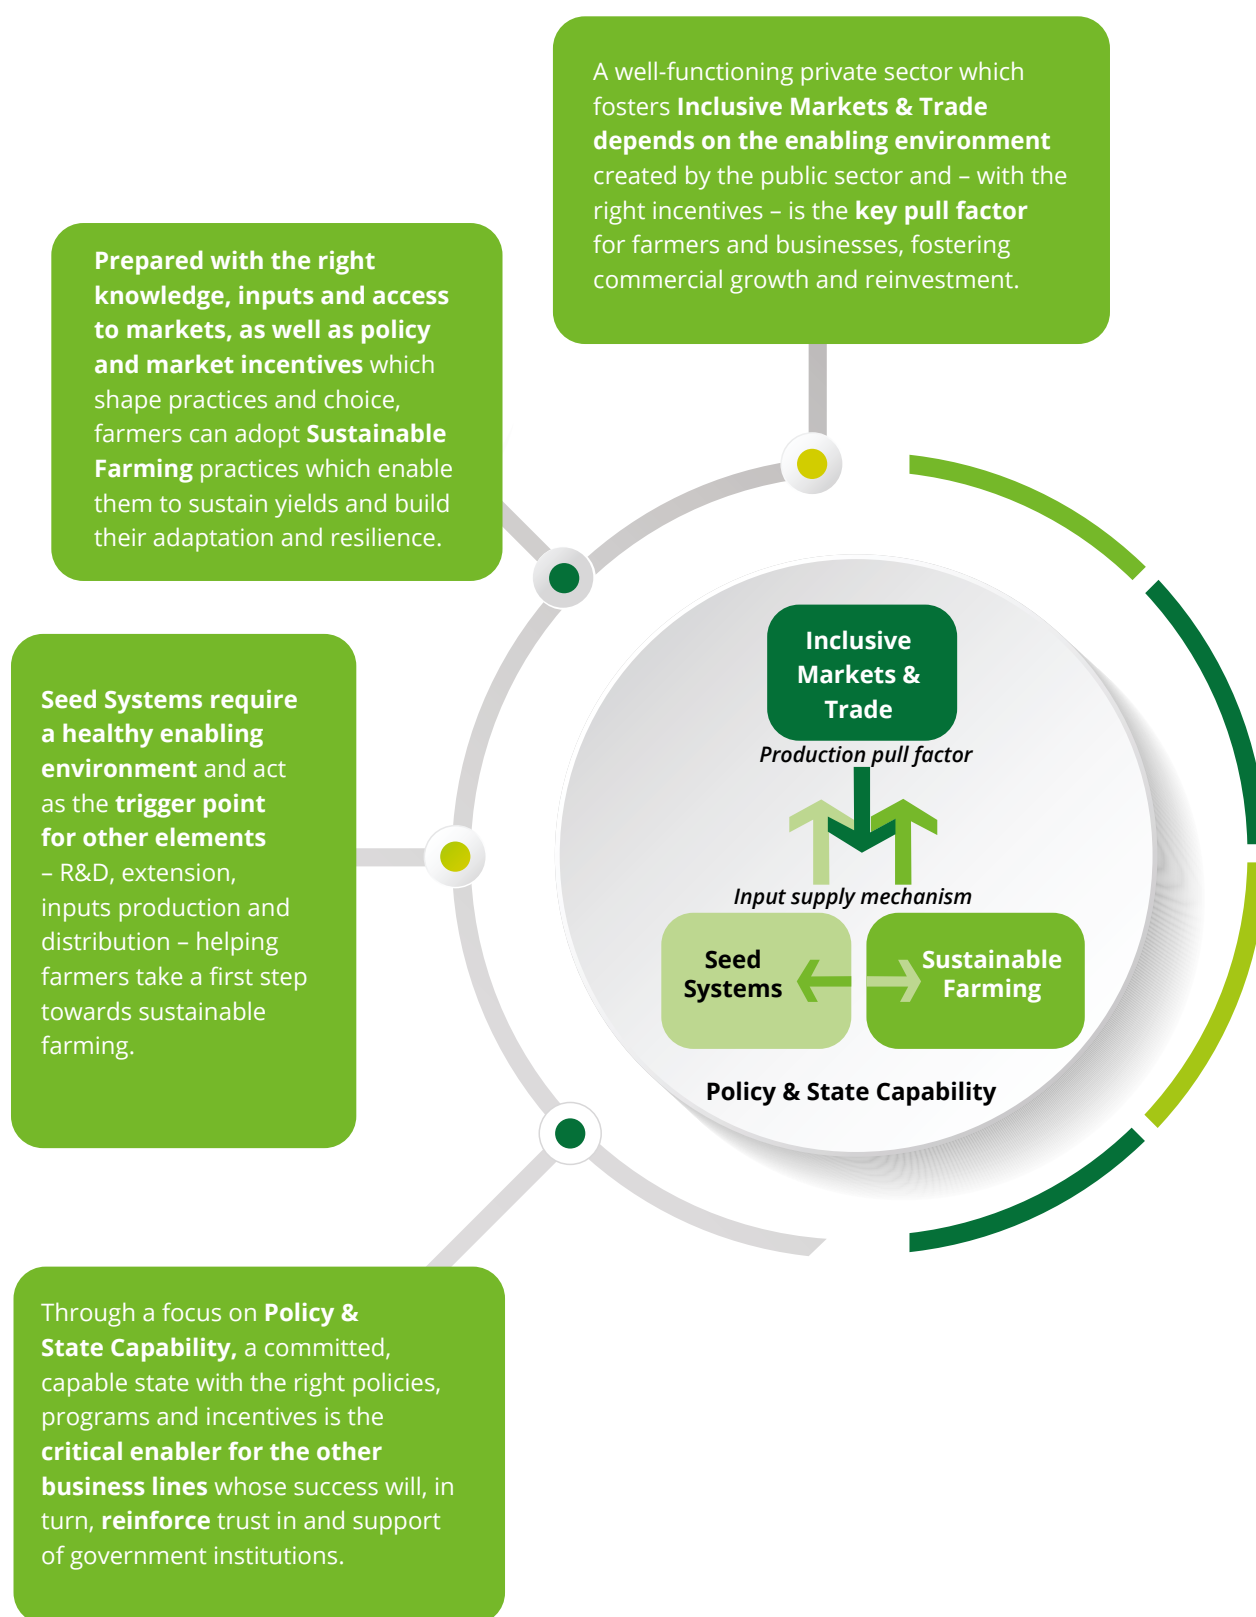 A well-functioning private sector which
fosters Inclusive Markets & Trade
depends on the enabling environment
created by the public sector and – with the
right incentives – is the key pull factor
for farmers and businesses, fostering
commercial growth and reinvestment.
Prepared with the right
knowledge, inputs and access
to markets, as well as policy
and market incentives which
shape practices and choice,
farmers can adopt Sustainable
Farming practices which enable
them to sustain yields and build
their adaptation and resilience.
Seed Systems require
a healthy enabling
environment and act
as the trigger point
for other elements
– R&D, extension,
inputs production and
distribution – helping
farmers take a first step
towards sustainable
farming.
Through a focus on Policy &
State Capability, a committed,
capable state with the right policies,
programs and incentives is the
critical enabler for the other
business lines whose success will, in
turn, reinforce trust in and support
of government institutions.
Inclusive
Markets &
Trade
Production pull factor
Input supply mechanism
Seed
Systems
Sustainable
Farming
Policy & State Capability